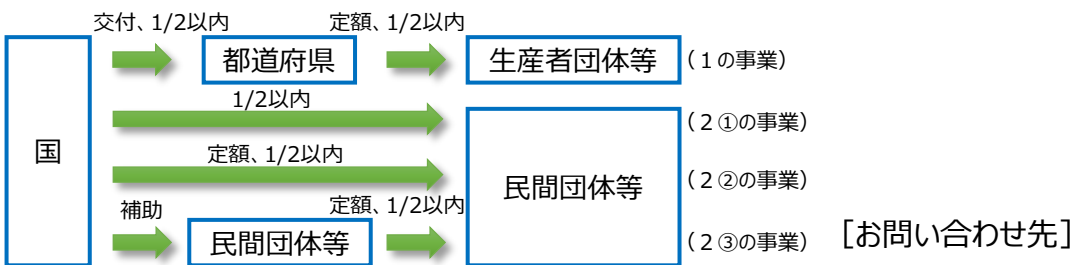 交付、1/2以内
定額、1/2以内
国
都道府県
生産者団体等
（１の事業）
1/2以内
（２①の事業）
定額、1/2以内
民間団体等
（２②の事業）
補助
定額、1/2以内
民間団体等
（２③の事業）
［お問い合わせ先］